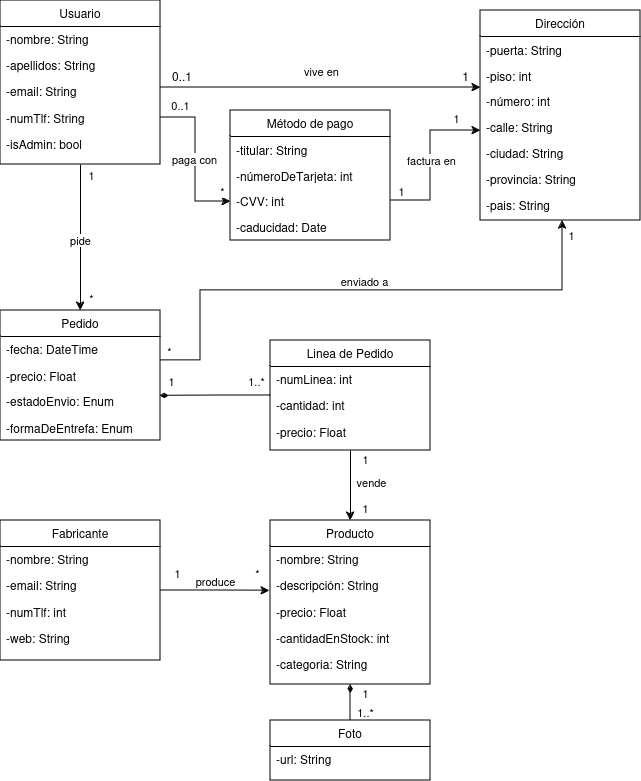 Usuario
-nombre: String
-apellidos: String
-email: String
-numTlf: String
-isAdmin: bool
Dirección
-puerta: String
-piso: int
-número: int
-calle: String
-ciudad: String
-provincia: String
-pais: String
0..1
vive en
1
0..1
paga con
*
Método de pago
-titular: String
-númeroDeTarjeta: int
-CVV: int
-caducidad: Date
1
factura en
1
1
pide
*
enviado a
1
*
Pedido
-fecha: DateTime
-precio: Float
-estadoEnvio: Enum
-formaDeEntrefa: Enum
1
1..*
Linea de Pedido
-numLinea: int
-cantidad: int
-precio: Float
1
vende
1
Fabricante
-nombre: String
-email: String
-numTlf: int
-web: String
1
produce
*
Producto
-nombre: String
-descripción: String
-precio: Float
-cantidadEnStock: int
-categoria: String
1
1..*
Foto
-url: String